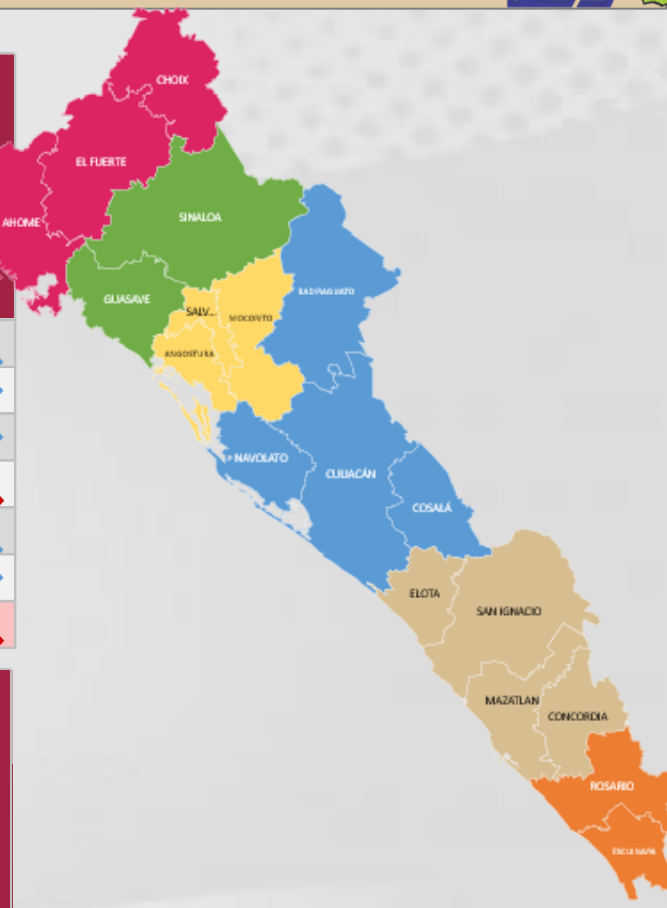 CHOIX
EL FUERTE
AHOME
SINALOA
BADIRAGUATO
GUASAVE
SALV...
MOCORITO
ANGOSTURA
NAVOLATO
CULIACÁN
COSALÁ
ELOTA
SAN IGNACIO
MAZATLAN
CONCORDIA
ROSARIO
ESCUINAPA